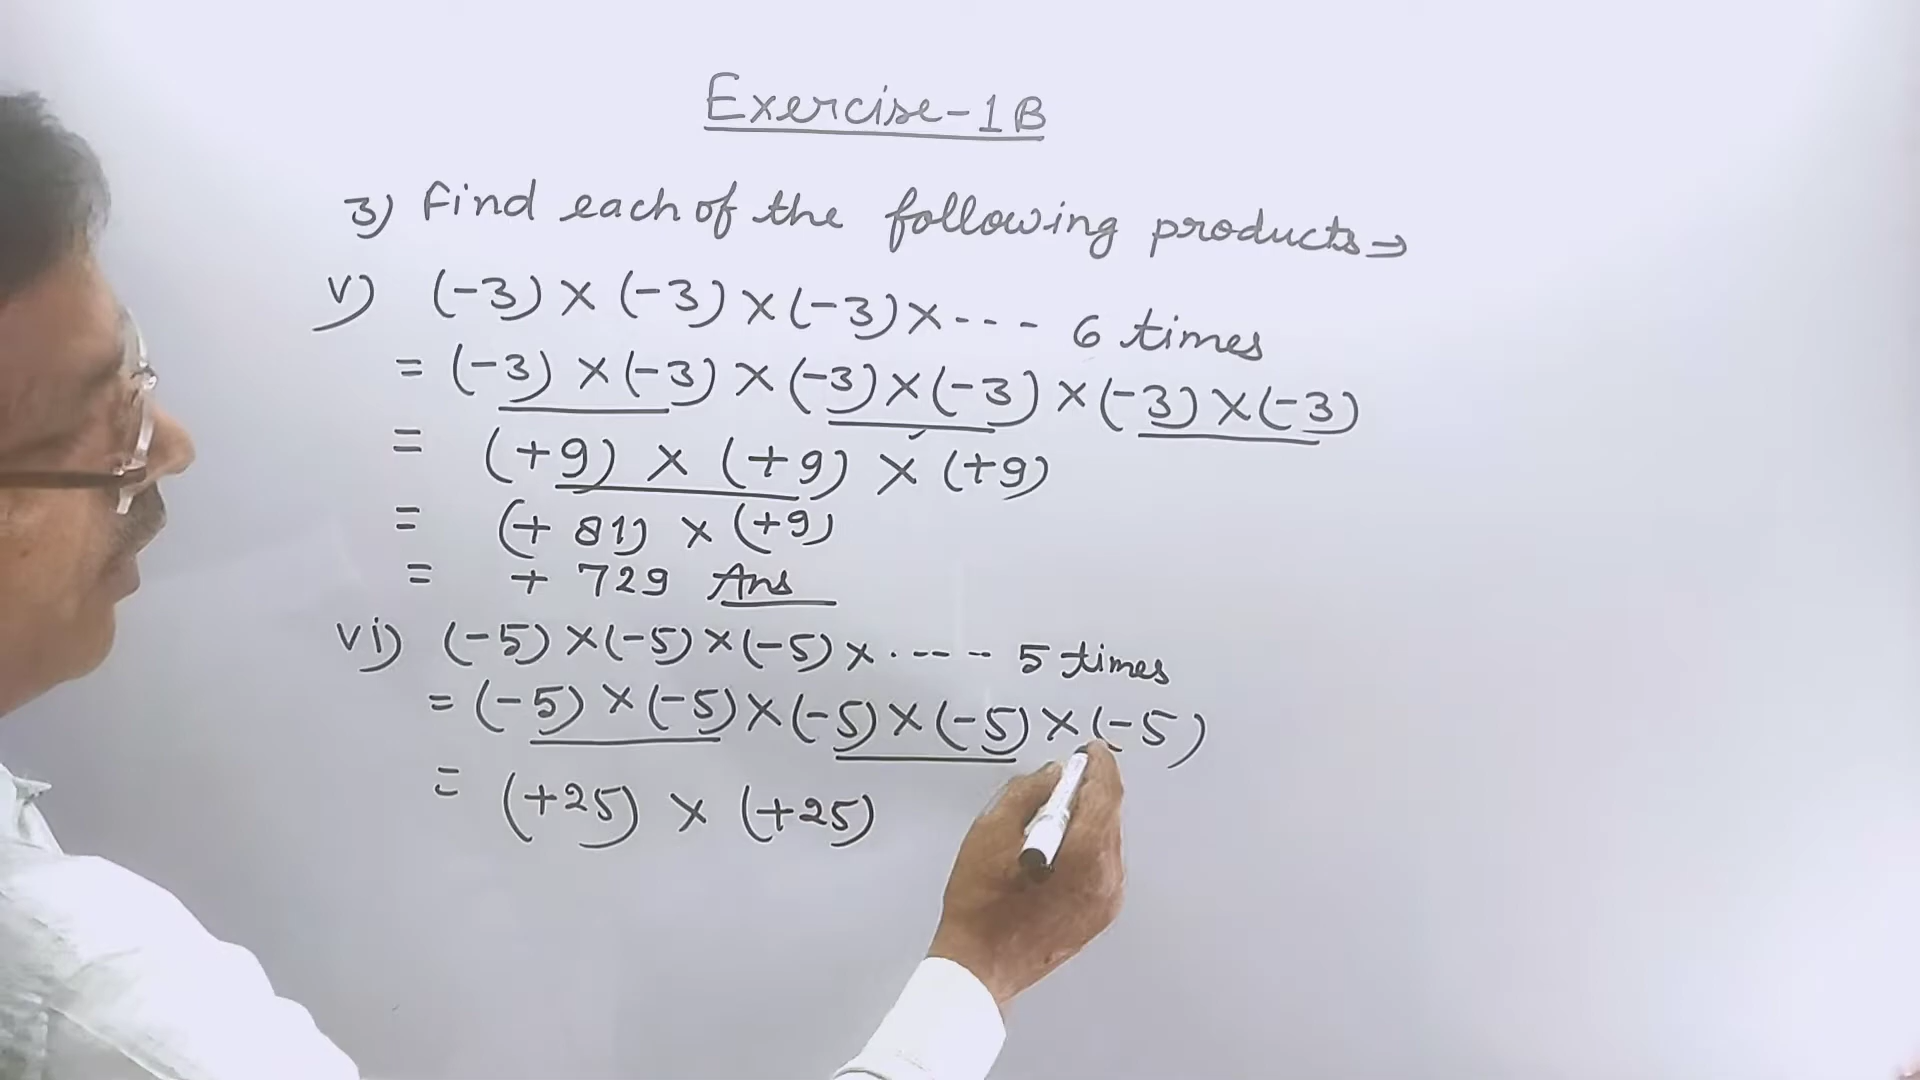 Exercise-1B
3) Find each of the following products→
v) (-3) × (-3) × (-3) × ---- 6 times
= (-3) × (-3) × (-3) × (-3) × (-3) × (-3)
= (+9) × (+9) × (+9)
= (+81) × (+9)
= + 729 Ans
vi) (-5) × (-5) × (-5) × .---- 5 times
= (-5) × (-5) × (-5) × (-5) × (-5)
= (+25) × (+25)